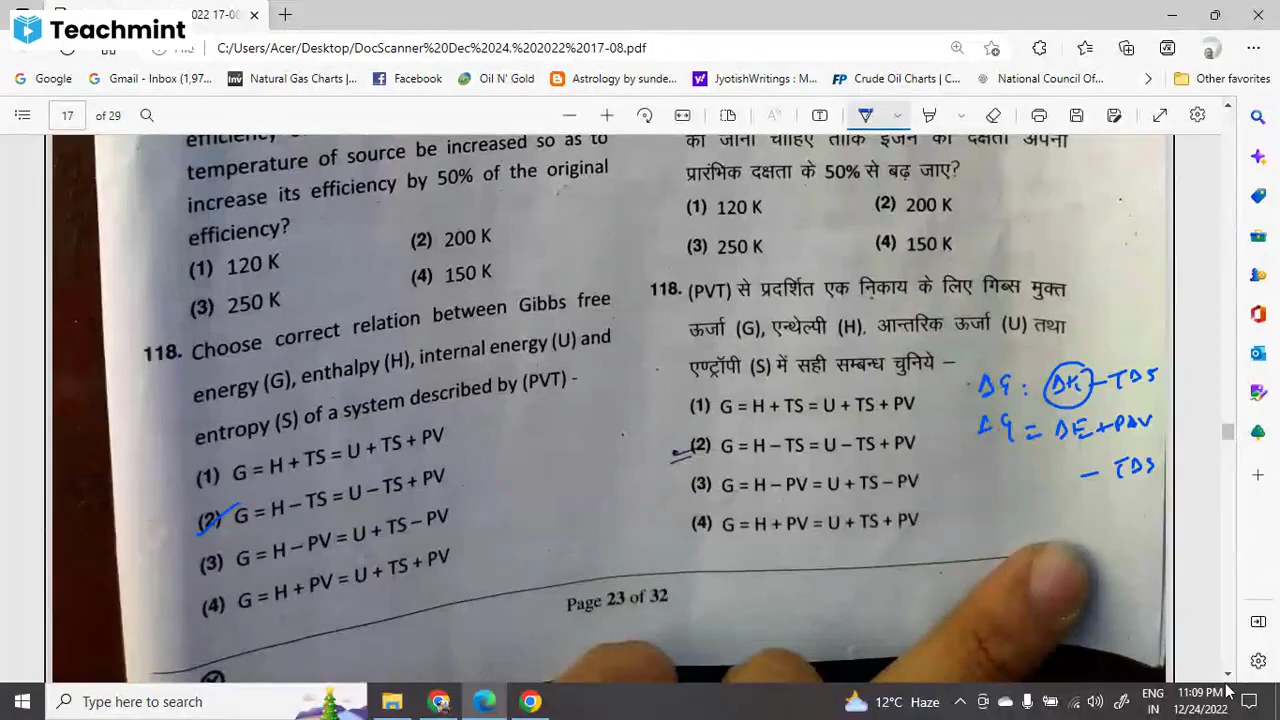 Teachmint
022 17-08
C:/Users/Acer/Desktop/DocScanner%20Dec%2024,%202022%2017-08.pdf
Google
Gmail - Inbox (1,97...
Natural Gas Charts |...
Facebook
Oil N' Gold
Astrology by sunde...
JyotishWritings : M...
Crude Oil Charts | C...
National Council Of...
Other favorites
17 of 29
efficiency
temperature of source be increased so as to
increase its efficiency by 50% of the original
efficiency?
(1) 120 K
(2) 200 K
(3) 250 K
(4) 150 K
118. Choose correct relation between Gibbs free
energy (G), enthalpy (H), internal energy (U) and
entropy (S) of a system described by (PVT) -
(1) G = H + TS = U + TS + PV
(2) G = H – TS = U – TS + PV
(3) G = H – PV = U + TS – PV
(4) G = H + PV = U + TS + PV
की जानी चाहिए ताकि इंजन की दक्षता अपनी
प्रारंभिक दक्षता के 50% से बढ़ जाए?
(1) 120 K
(2) 200 K
(3) 250 K
(4) 150 K
118. (PVT) से प्रदर्शित एक निकाय के लिए गिब्स मुक्त
ऊर्जा (G), एन्थेल्पी (H), आन्तरिक ऊर्जा (U) तथा
एण्ट्रॉपी (S) में सही सम्बन्ध चुनिये –
(1) G = H + TS = U + TS + PV
(2) G = H – TS = U – TS + PV
(3) G = H – PV = U + TS – PV
(4) G = H + PV = U + TS + PV
ΔG : ΔH – TΔS
ΔG = ΔE + PΔV
– TΔS
Page 23 of 32
Type here to search
12°C Haze
ENG
IN
11:09 PM
12/24/2022